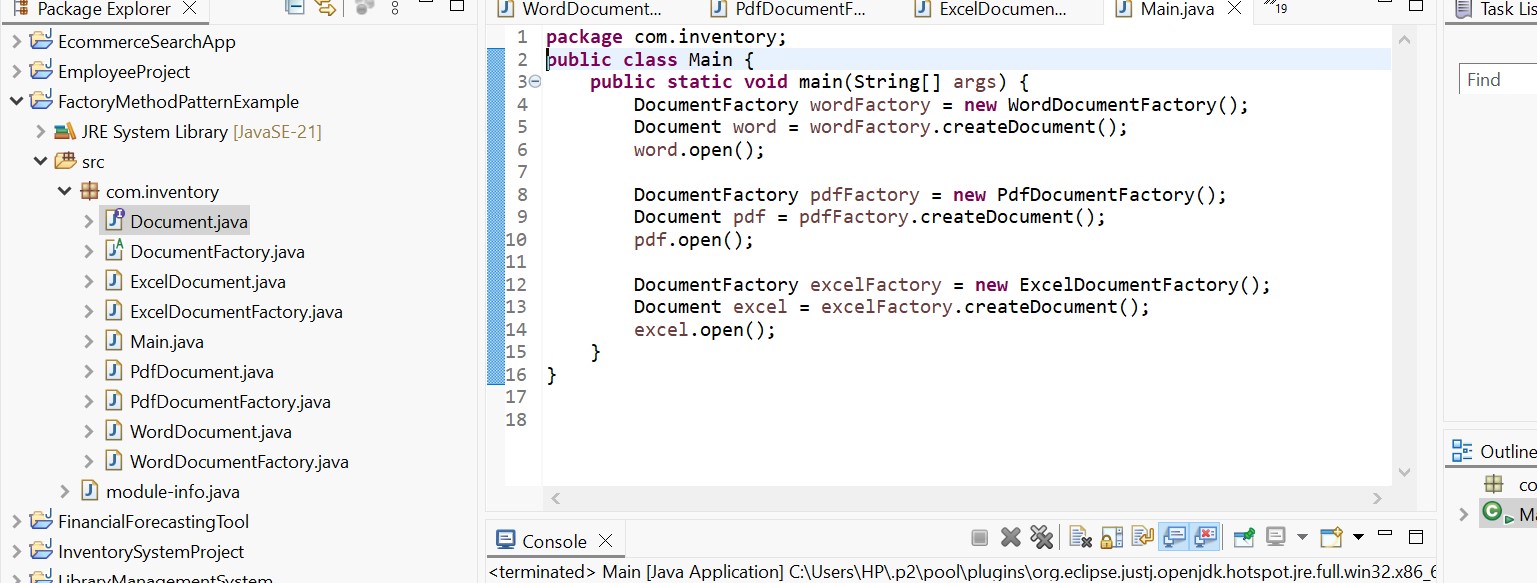 Package Explorer
EcommerceSearchApp
EmployeeProject
FactoryMethodPatternExample
JRE System Library [JavaSE-21]
src
com.inventory
Document.java
DocumentFactory.java
ExcelDocument.java
ExcelDocumentFactory.java
Main.java
PdfDocument.java
PdfDocumentFactory.java
WordDocument.java
WordDocumentFactory.java
module-info.java
FinancialForecastingTool
InventorySystemProject
LibraryManagementSystem
WordDocument... PdfDocumentF... ExcelDocumen... Main.java 19
1 package com.inventory;
2 public class Main {
3 public static void main(String[] args) {
4 DocumentFactory wordFactory = new WordDocumentFactory();
5 Document word = wordFactory.createDocument();
6 word.open();
7
8 DocumentFactory pdfFactory = new PdfDocumentFactory();
9 Document pdf = pdfFactory.createDocument();
10 pdf.open();
11
12 DocumentFactory excelFactory = new ExcelDocumentFactory();
13 Document excel = excelFactory.createDocument();
14 excel.open();
15 }
16 }
17
18
Console
<terminated> Main [Java Application] C:\Users\HP\.p2\pool\plugins\org.eclipse.justj.openjdk.hotspot.jre.full.win32.x86_6
Task Lis
Find
Outline
co
Ma